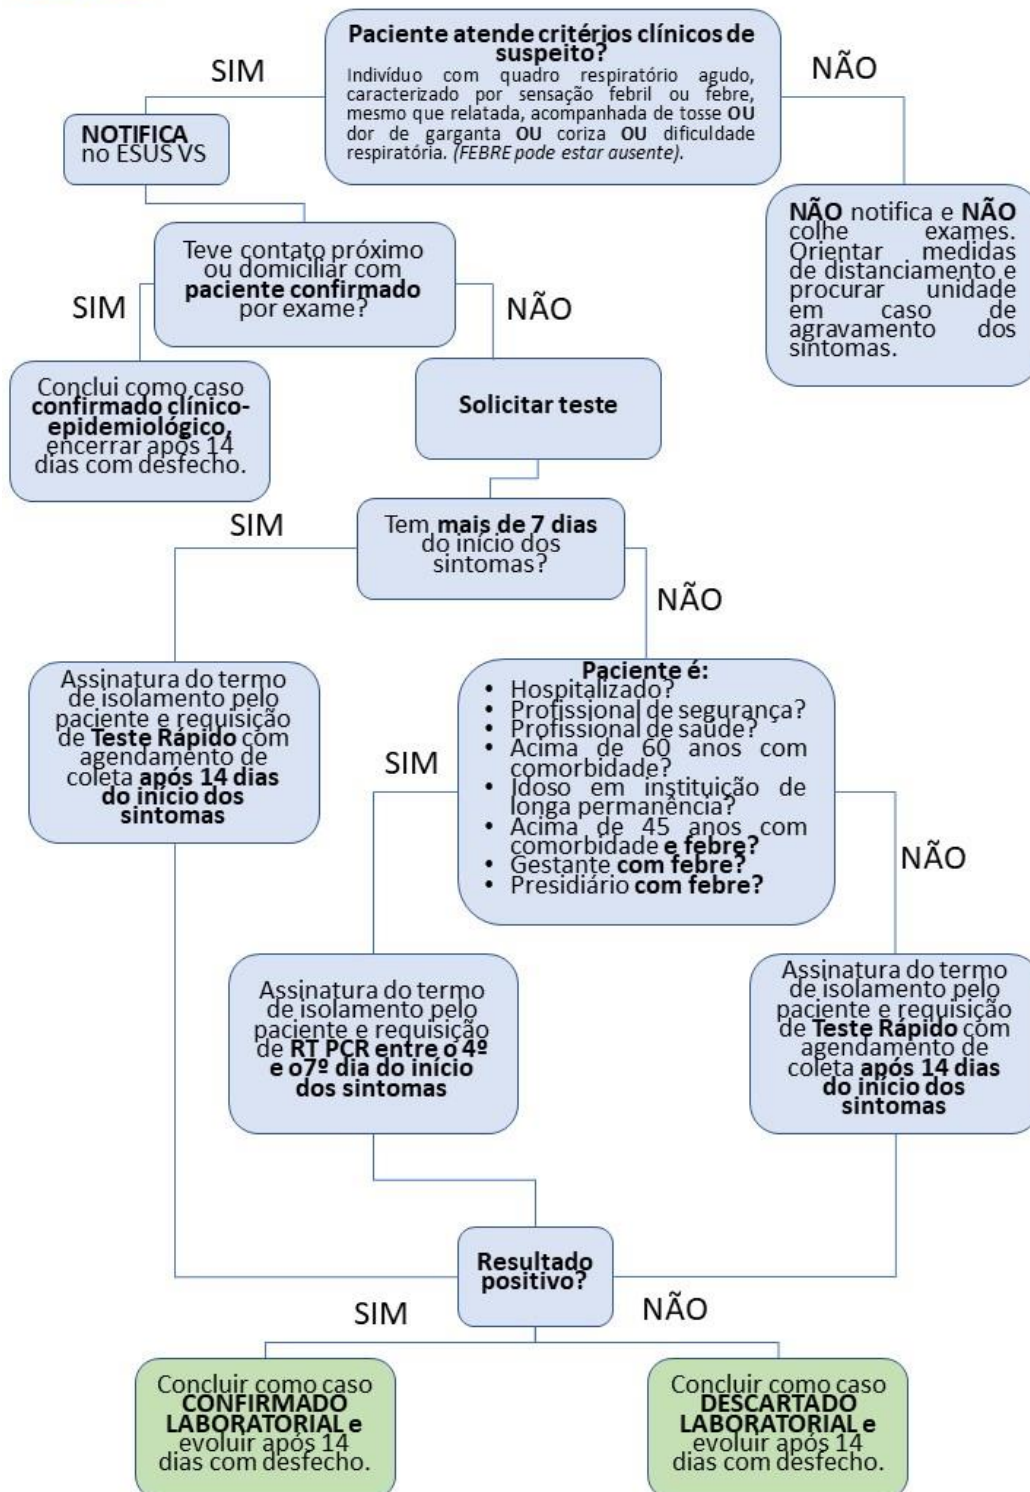 Paciente atende critérios clínicos de
suspeito?
Indivíduo com quadro respiratório agudo,
caracterizado por sensação febril ou febre,
mesmo que relatada, acompanhada de tosse OU
dor de garganta OU coriza OU dificuldade
respiratória. (FEBRE pode estar ausente).
SIM
NÃO
NOTIFICA
no ESUS VS
NÃO notifica e NÃO
colhe exames.
Orientar medidas
de distanciamento e
procurar unidade
em caso de
agravamento dos
sintomas.
Teve contato próximo
ou domiciliar com
paciente confirmado
por exame?
SIM
NÃO
Conclui como caso
confirmado clínico-
epidemiológico,
encerrar após 14
dias com desfecho.
Solicitar teste
Tem mais de 7 dias
do início dos
sintomas?
SIM
NÃO
Assinatura do termo
de isolamento pelo
paciente e requisição
de Teste Rápido com
agendamento de
coleta após 14 dias
do início dos
sintomas
Paciente é:
• Hospitalizado?
• Profissional de segurança?
• Profissional de saúde?
• Acima de 60 anos com
comorbidade?
• Idoso em instituição de
longa permanência?
• Acima de 45 anos com
comorbidade e febre?
• Gestante com febre?
• Presidiário com febre?
SIM
NÃO
Assinatura do termo
de isolamento pelo
paciente e requisição
de RT PCR entre o 4º
e o7º dia do início
dos sintomas
Assinatura do termo
de isolamento pelo
paciente e requisição
de Teste Rápido com
agendamento de
coleta após 14 dias
do início dos
sintomas
Resultado
positivo?
SIM
NÃO
Concluir como caso
CONFIRMADO
LABORATORIAL e
evoluir após 14
dias com desfecho.
Concluir como caso
DESCARTADO
LABORATORIAL e
evoluir após 14
dias com desfecho.